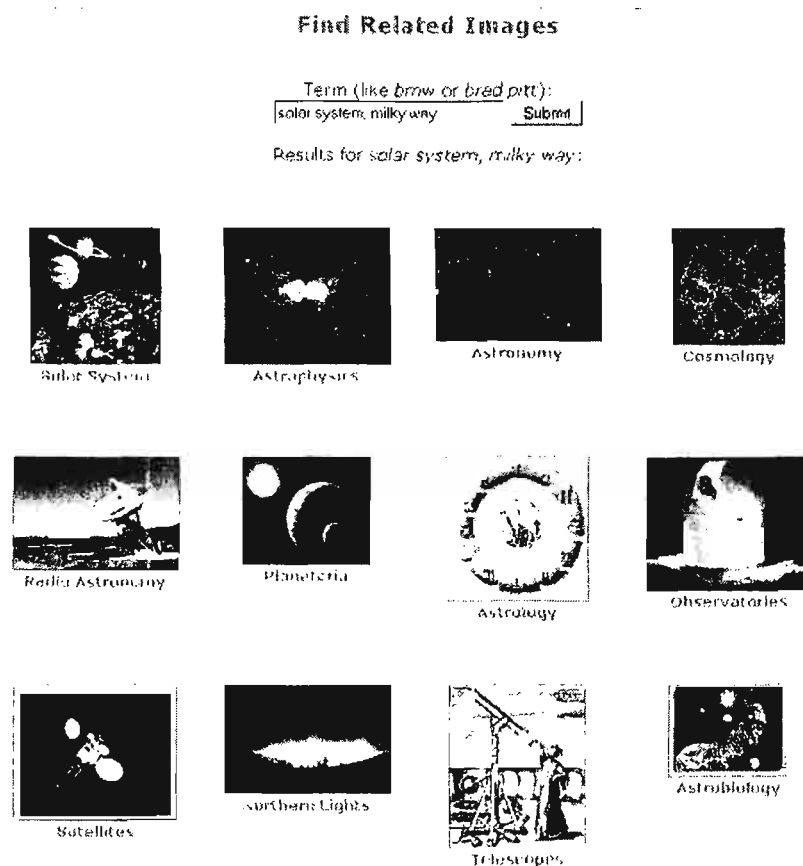 Find Related Images
Term (like bmw or brad pitt):
solar system, milky way Submit
Results for solar system, milky way:
Solar System Astrophysics Astronomy Cosmology
Radio Astronomy Planetaria Astrology Observatories
Satellites Northern Lights Telescopes Astrobiology